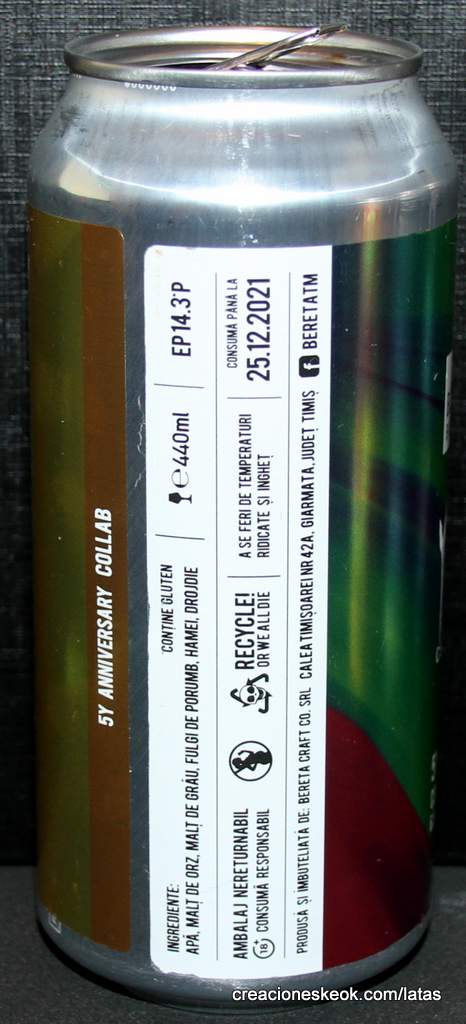 5Y ANNIVERSARY COLLAB
INGREDIENTE: *CONȚINE GLUTEN
APĂ, MALȚ DE ORZ, MALȚ DE GRÂU, FULGI DE PORUMB, HAMEI, DROJDIE
℮440ml
EP14.3°P
AMBALAJ NERETURNABIL
18+ CONSUMĂ RESPONSABIL
RECYCLE!
OR WE ALL DIE
A SE FERI DE TEMPERATURI
RIDICATE ȘI INGHEȚ
CONSUMĂ PÂNĂ LA
25.12.2021
PRODUSĂ ȘI IMBUTELIATĂ DE: BERETA CRAFT CO. SRL CALEA TIMIȘOAREI NR 42A, GIARMATA, JUDEȚ TIMIȘ
BERETATM
creacioneskeok.com/latas